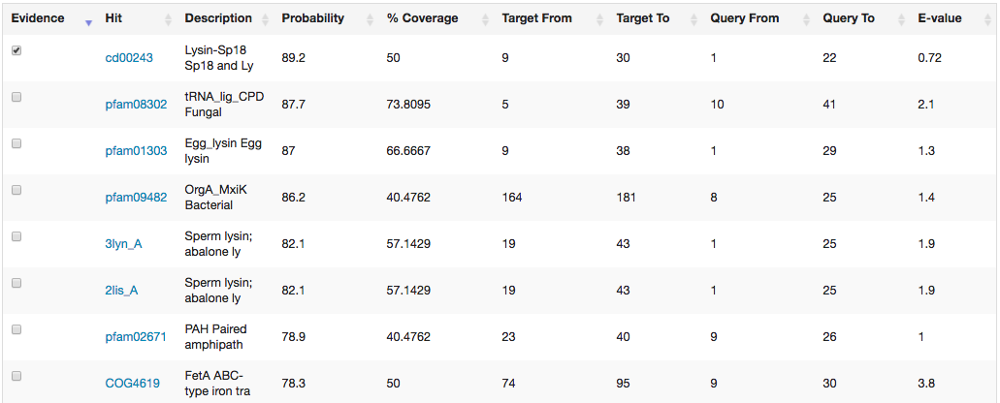 Evidence Hit Description Probability % Coverage Target From Target To Query From Query To E-value
cd00243 Lysin-Sp18 Sp18 and Ly 89.2 50 9 30 1 22 0.72
pfam08302 tRNA_lig_CPD Fungal 87.7 73.8095 5 39 10 41 2.1
pfam01303 Egg_lysin Egg lysin 87 66.6667 9 38 1 29 1.3
pfam09482 OrgA_MxiK Bacterial 86.2 40.4762 164 181 8 25 1.4
3lyn_A Sperm lysin; abalone ly 82.1 57.1429 19 43 1 25 1.9
2lis_A Sperm lysin; abalone ly 82.1 57.1429 19 43 1 25 1.9
pfam02671 PAH Paired amphipath 78.9 40.4762 23 40 9 26 1
COG4619 FetA ABC-type iron tra 78.3 50 74 95 9 30 3.8